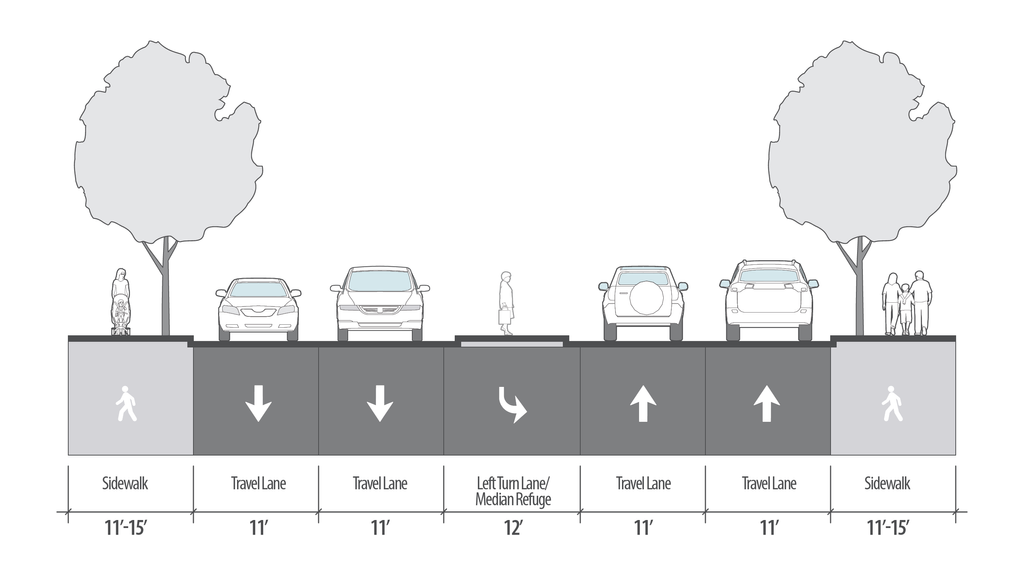 Sidewalk
Travel Lane
Travel Lane
Left Turn Lane/
Median Refuge
Travel Lane
Travel Lane
Sidewalk
11’-15’
11’
11’
12’
11’
11’
11’-15’